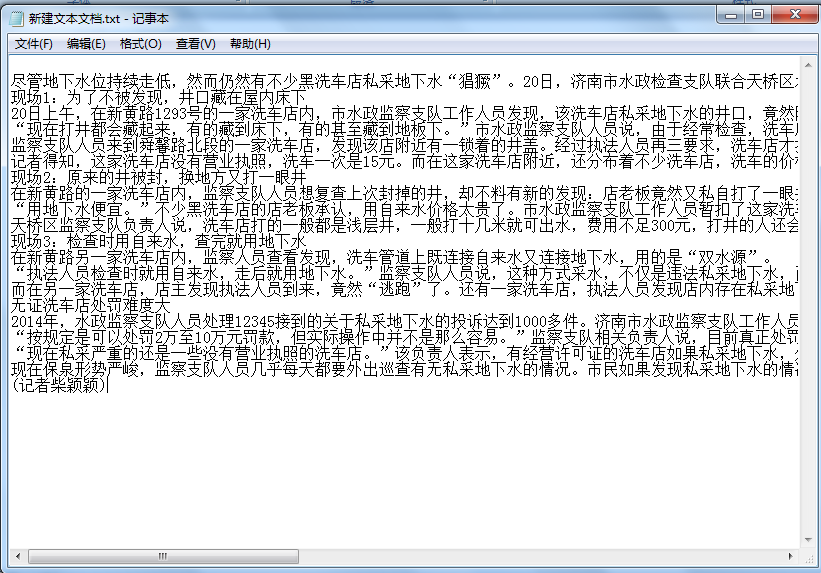 新建文本文档.txt - 记事本
文件(F) 编辑(E) 格式(O) 查看(V) 帮助(H)
尽管地下水位持续走低，然而仍然有不少黑洗车店私采地下水“猖獗”。20日，济南市水政检查支队联合天桥区
现场1：为了不被发现，井口藏在屋内床下
20日上午，在新黄路1293号的一家洗车店内，市水政监察支队工作人员发现，该洗车店私采地下水的井口，竟然
“现在打井都会藏起来，有的藏到床下，有的甚至藏到地板下。”市水政监察支队人员说，由于经常检查，洗车
监察支队人员来到舜馨路北段的一家洗车店，发现该店附近有一锁着的井盖。经过执法人员再三要求，洗车店才
记者得知，这家洗车店没有营业执照，洗车一次是15元。而在这家洗车店附近，还分布着不少洗车店，洗车的价
现场2：原来的井被封，换地方又打一眼井
在新黄路的一家洗车店内，监察支队人员想复查上次封掉的井，却不料有新的发现：店老板竟然又私自打了一眼
“用地下水便宜。”不少黑洗车店的店老板承认，用自来水价格太贵了。市水政监察支队工作人员暂扣了这家洗
天桥区监察支队负责人说，洗车店打的一般都是浅层井，一般打十几米就可出水，费用不足300元，打井的人还会
现场3：检查时用自来水，查完就用地下水
在新黄路另一家洗车店内，监察人员查看发现，洗车管道上既连接自来水又连接地下水，用的是“双水源”。
“执法人员检查时就用自来水，走后就用地下水。”监察支队人员说，这种方式采水，不仅是违法私采地下水，
而在另一家洗车店，店主发现执法人员到来，竟然“逃跑”了。还有一家洗车店，执法人员发现店内存在私采地
无证洗车店处罚难度大
2014年，水政监察支队人员处理12345接到的关于私采地下水的投诉达到1000多件。济南市水政监察支队工作人员
“按规定是可以处罚2万至10万元罚款，但实际操作中并不是那么容易。”监察支队相关负责人说，目前真正处罚
“现在私采严重的还是一些没有营业执照的洗车店。”该负责人表示，有经营许可证的洗车店如果私采地下水，
现在保泉形势严峻，监察支队人员几乎每天都要外出巡查有无私采地下水的情况。市民如果发现私采地下水的情
(记者柴颖颖)